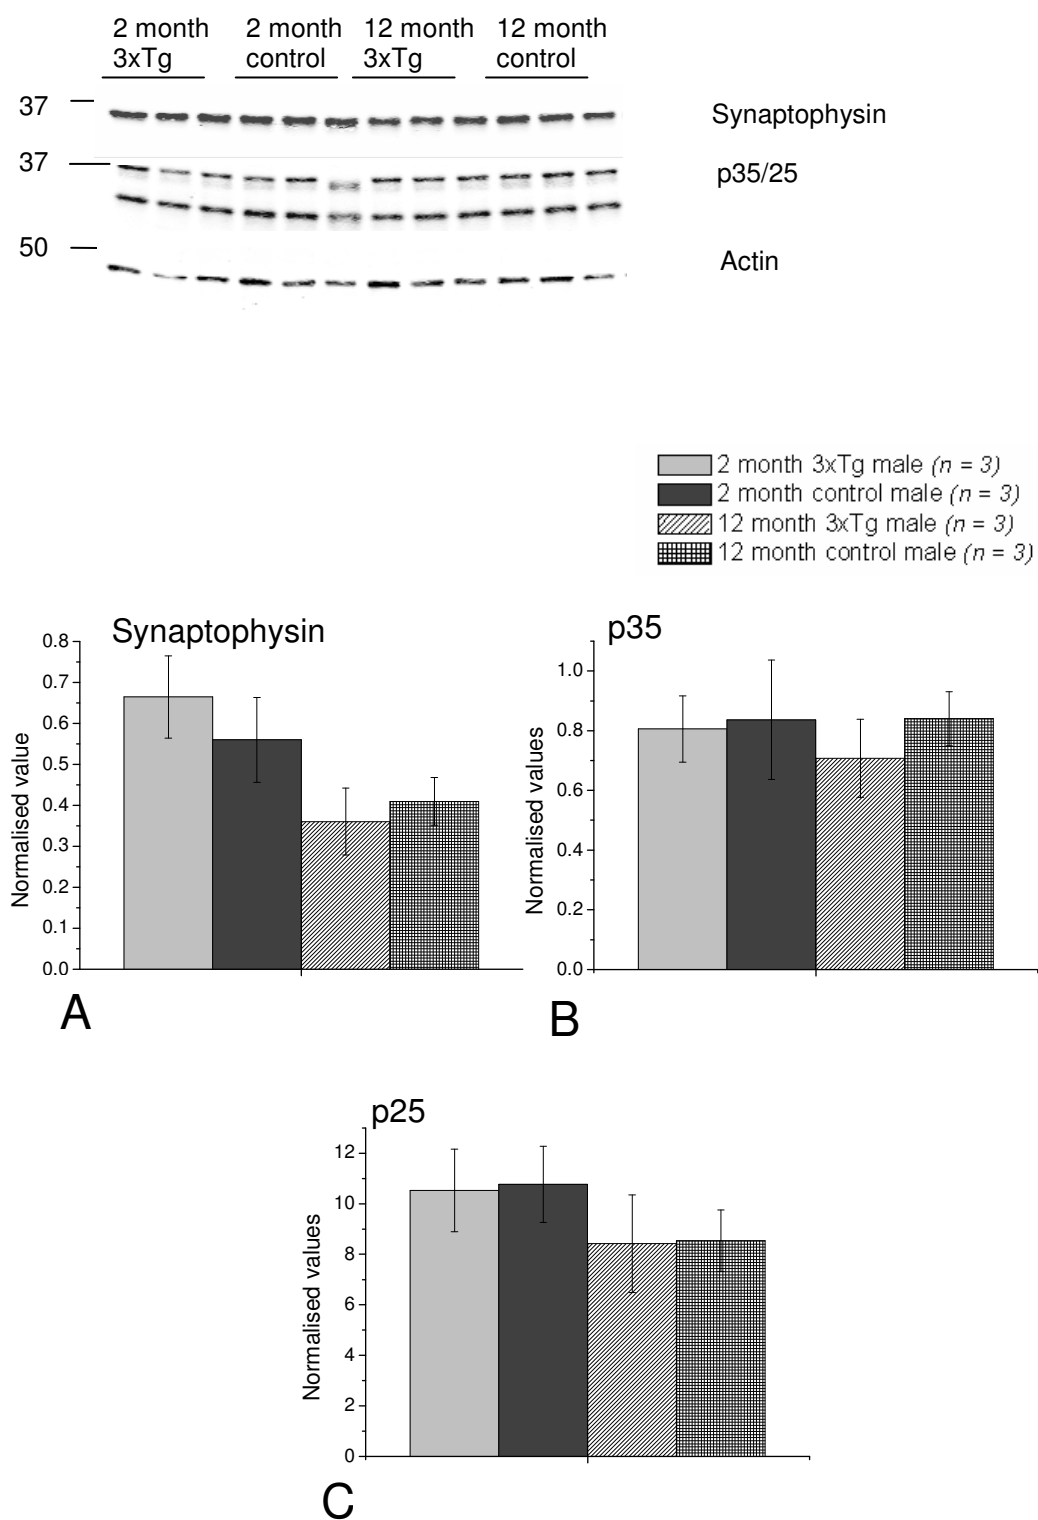 2 month 2 month 12 month 12 month
3xTg control 3xTg control
37
Synaptophysin
37
p35/25
50
Actin
2 month 3xTg male (n = 3)
2 month control male (n = 3)
12 month 3xTg male (n = 3)
12 month control male (n = 3)
Synaptophysin
0.8
0.7
0.6
0.5
0.4
0.3
0.2
0.1
0.0
Normalised value
A
p35
1.0
0.8
0.6
0.4
0.2
0.0
Normalised values
B
p25
12
10
8
6
4
2
0
Normalised values
C